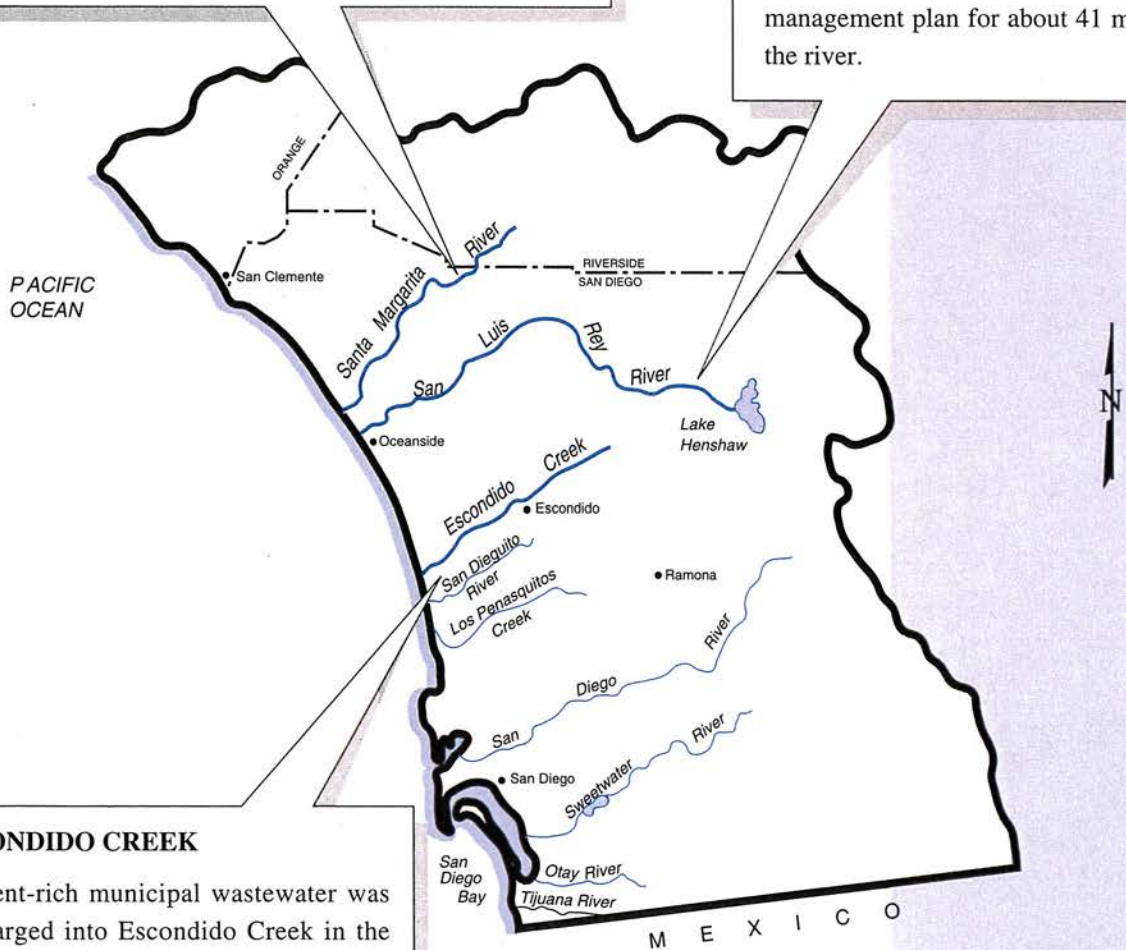 management plan for about 41 m
the river.
ORANGE
PACIFIC
OCEAN
San Clemente
RIVERSIDE
SAN DIEGO
Santa Margarita River
San Luis Rey River
Lake
Henshaw
N
Oceanside
Escondido Creek
Escondido
San Dieguito
River
Los Penasquitos
Creek
Ramona
San Diego River
Sweetwater River
San Diego
San
Diego
Bay
Otay River
Tijuana River
MEXICO
ONDIDO CREEK
ent-rich municipal wastewater was
arged into Escondido Creek in the